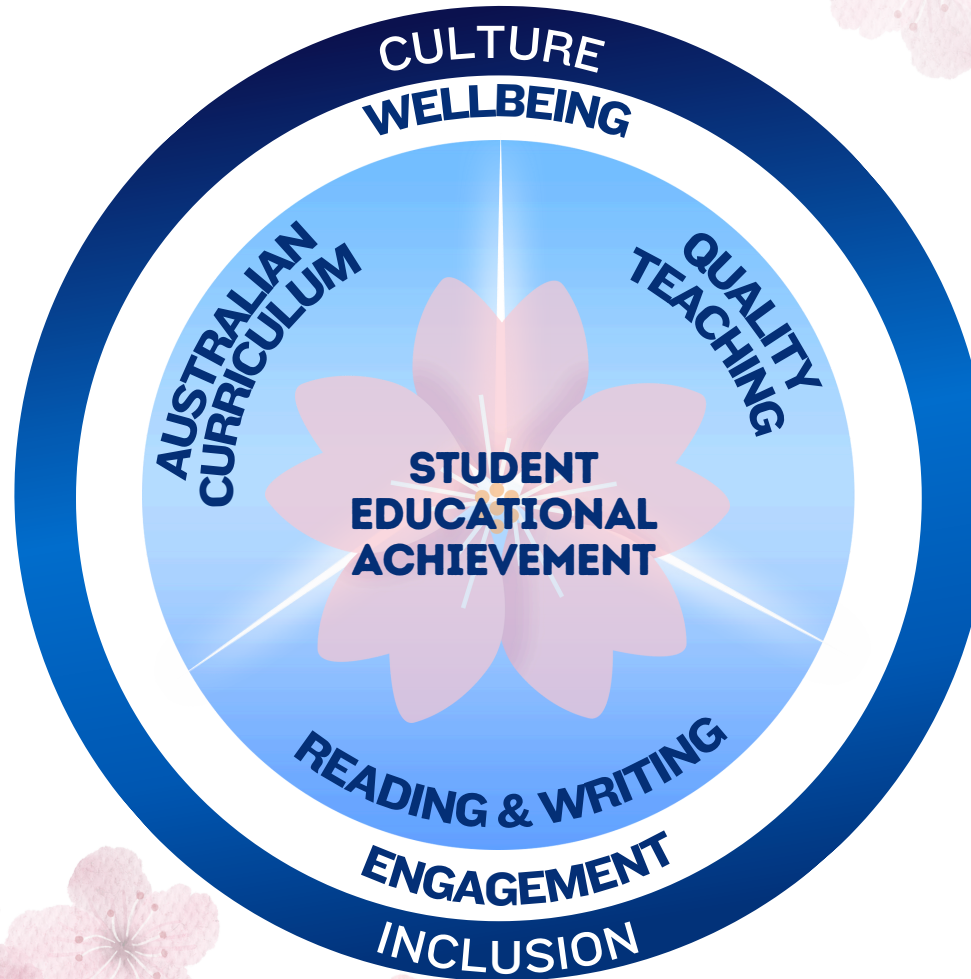 CULTURE
WELLBEING
AUSTRALIAN
CURRICULUM
QUALITY
TEACHING
STUDENT
EDUCATIONAL
ACHIEVEMENT
READING & WRITING
ENGAGEMENT
INCLUSION